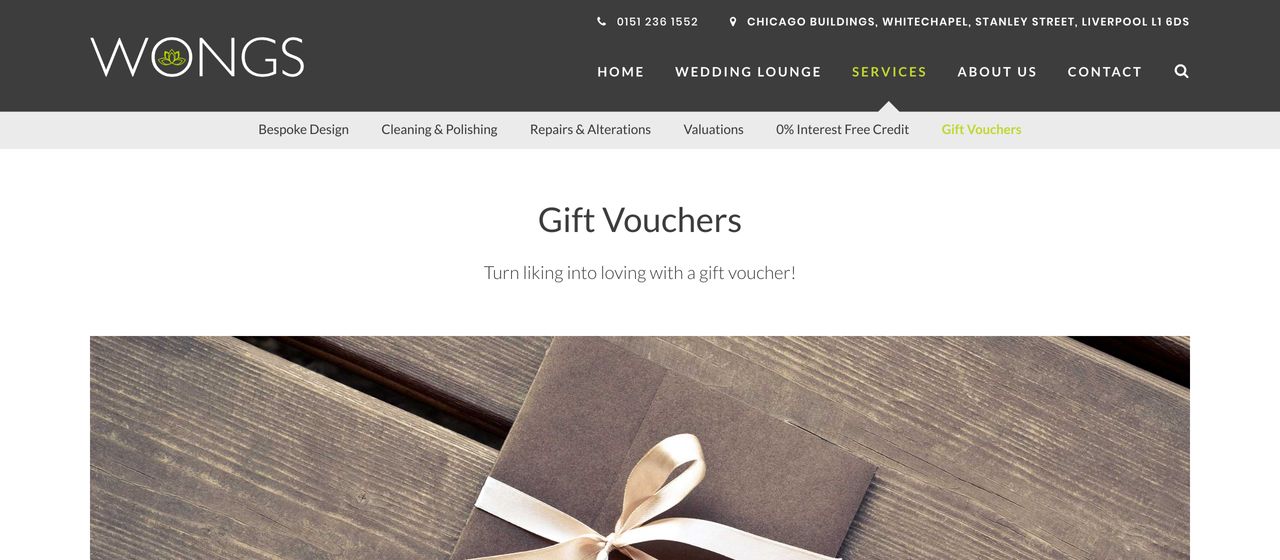 0151 236 1552
CHICAGO BUILDINGS, WHITECHAPEL, STANLEY STREET, LIVERPOOL L1 6DS
WONGS
HOME WEDDING LOUNGE SERVICES ABOUT US CONTACT
Bespoke Design Cleaning & Polishing Repairs & Alterations Valuations 0% Interest Free Credit Gift Vouchers
Gift Vouchers
Turn liking into loving with a gift voucher!